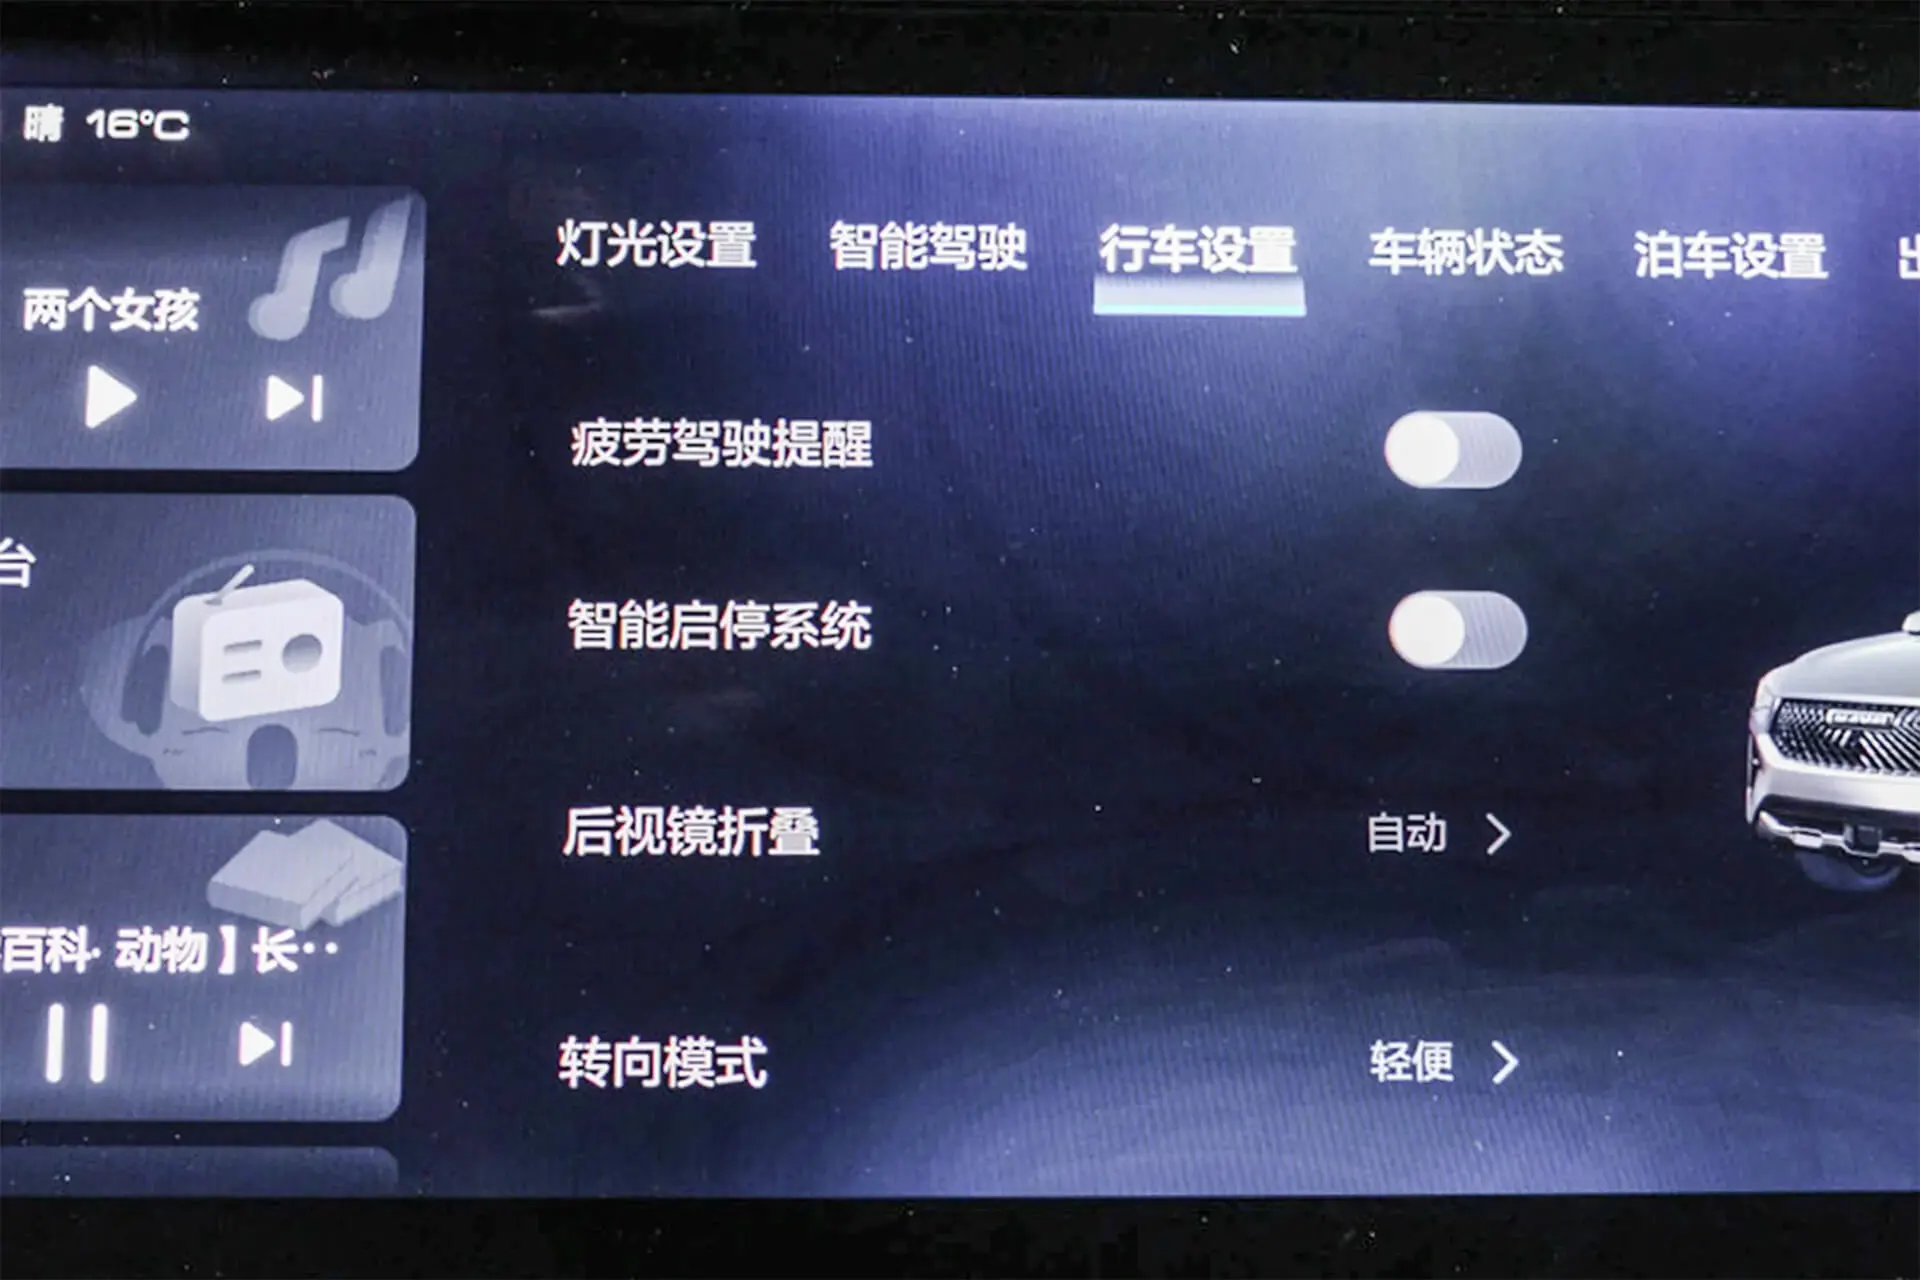 晴 16°C
两个女孩
台
百科·动物】长··
灯光设置 智能驾驶 行车设置 车辆状态 泊车设置
疲劳驾驶提醒
智能启停系统
后视镜折叠 自动
转向模式 轻便